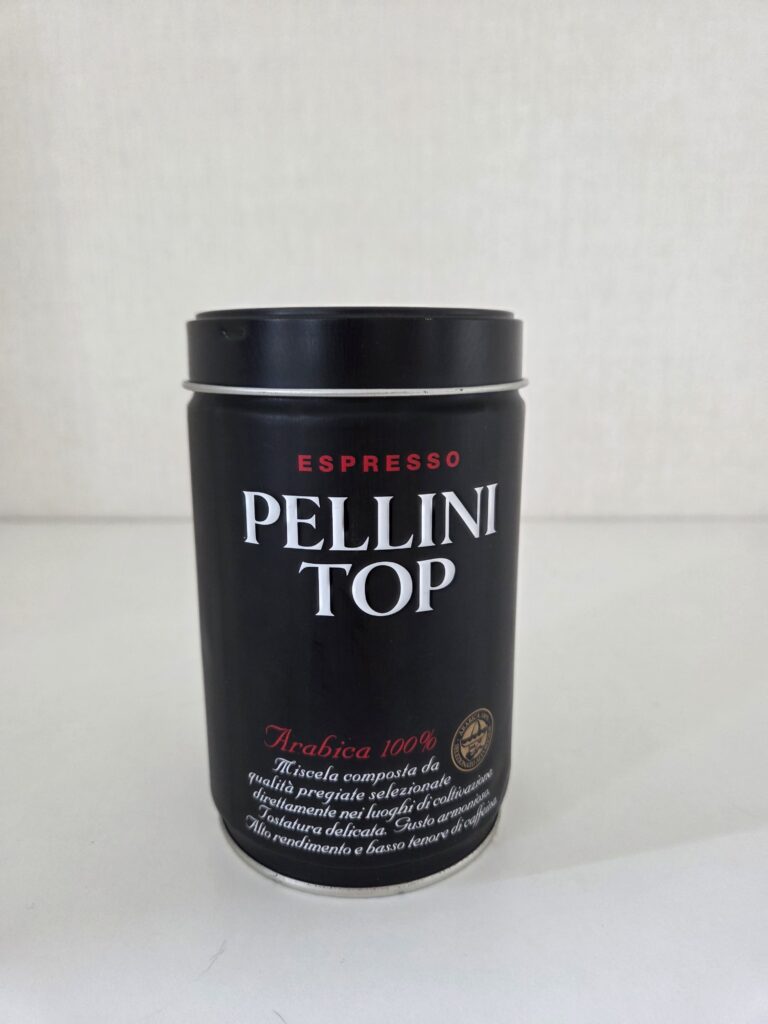 ESPRESSO
PELLINI
TOP
Arabica 100%
Miscela composta da
qualità pregiate selezionate
direttamente nei luoghi di coltivazione.
Tostatura delicata. Gusto armonioso.
Alto rendimento e basso tenore di caffeina.